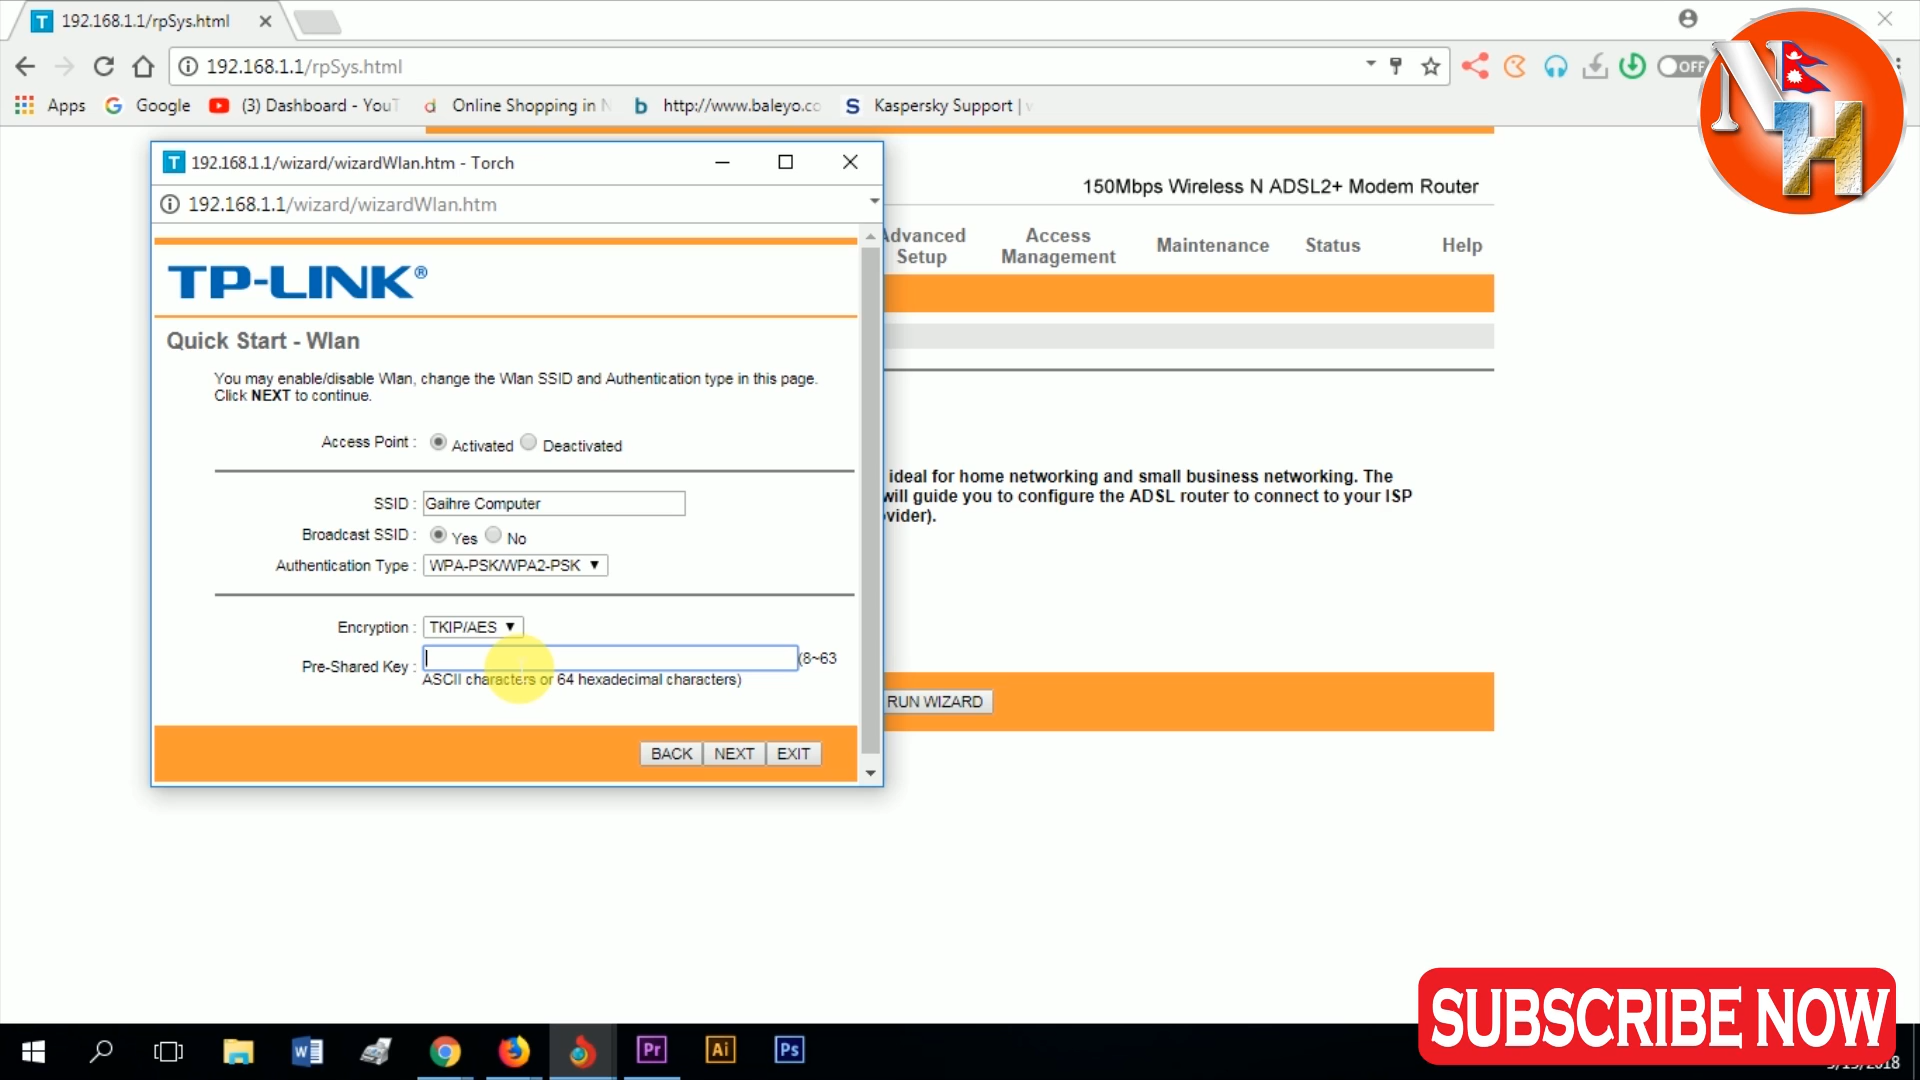 192.168.1.1/rpSys.html
192.168.1.1/rpSys.html
OFF
Apps Google (3) Dashboard - YouT Online Shopping in N http://www.baleyo.co Kaspersky Support |
NH
192.168.1.1/wizard/wizardWlan.htm - Torch
192.168.1.1/wizard/wizardWlan.htm
150Mbps Wireless N ADSL2+ Modem Router
Advanced Setup Access Management Maintenance Status Help
TP-LINK®
Quick Start - Wlan
You may enable/disable Wlan, change the Wlan SSID and Authentication type in this page.
Click NEXT to continue.
Access Point : Activated Deactivated
SSID : Gaihre Computer
Broadcast SSID : Yes No
Authentication Type : WPA-PSK/WPA2-PSK
Encryption : TKIP/AES
Pre-Shared Key : (8~63
ASCII characters or 64 hexadecimal characters)
BACK NEXT EXIT
ideal for home networking and small business networking. The
will guide you to configure the ADSL router to connect to your ISP
vider).
RUN WIZARD
SUBSCRIBE NOW
Pr Ai Ps